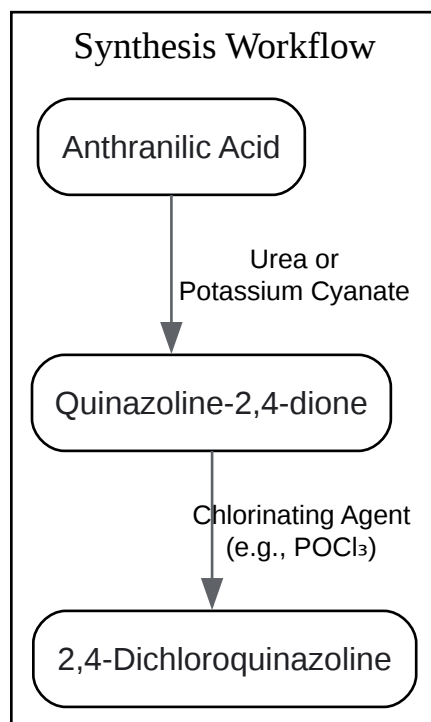 Synthesis Workflow
Anthranilic Acid
Urea or
Potassium Cyanate
Quinazoline-2,4-dione
Chlorinating Agent
(e.g., POCl₃)
2,4-Dichloroquinazoline